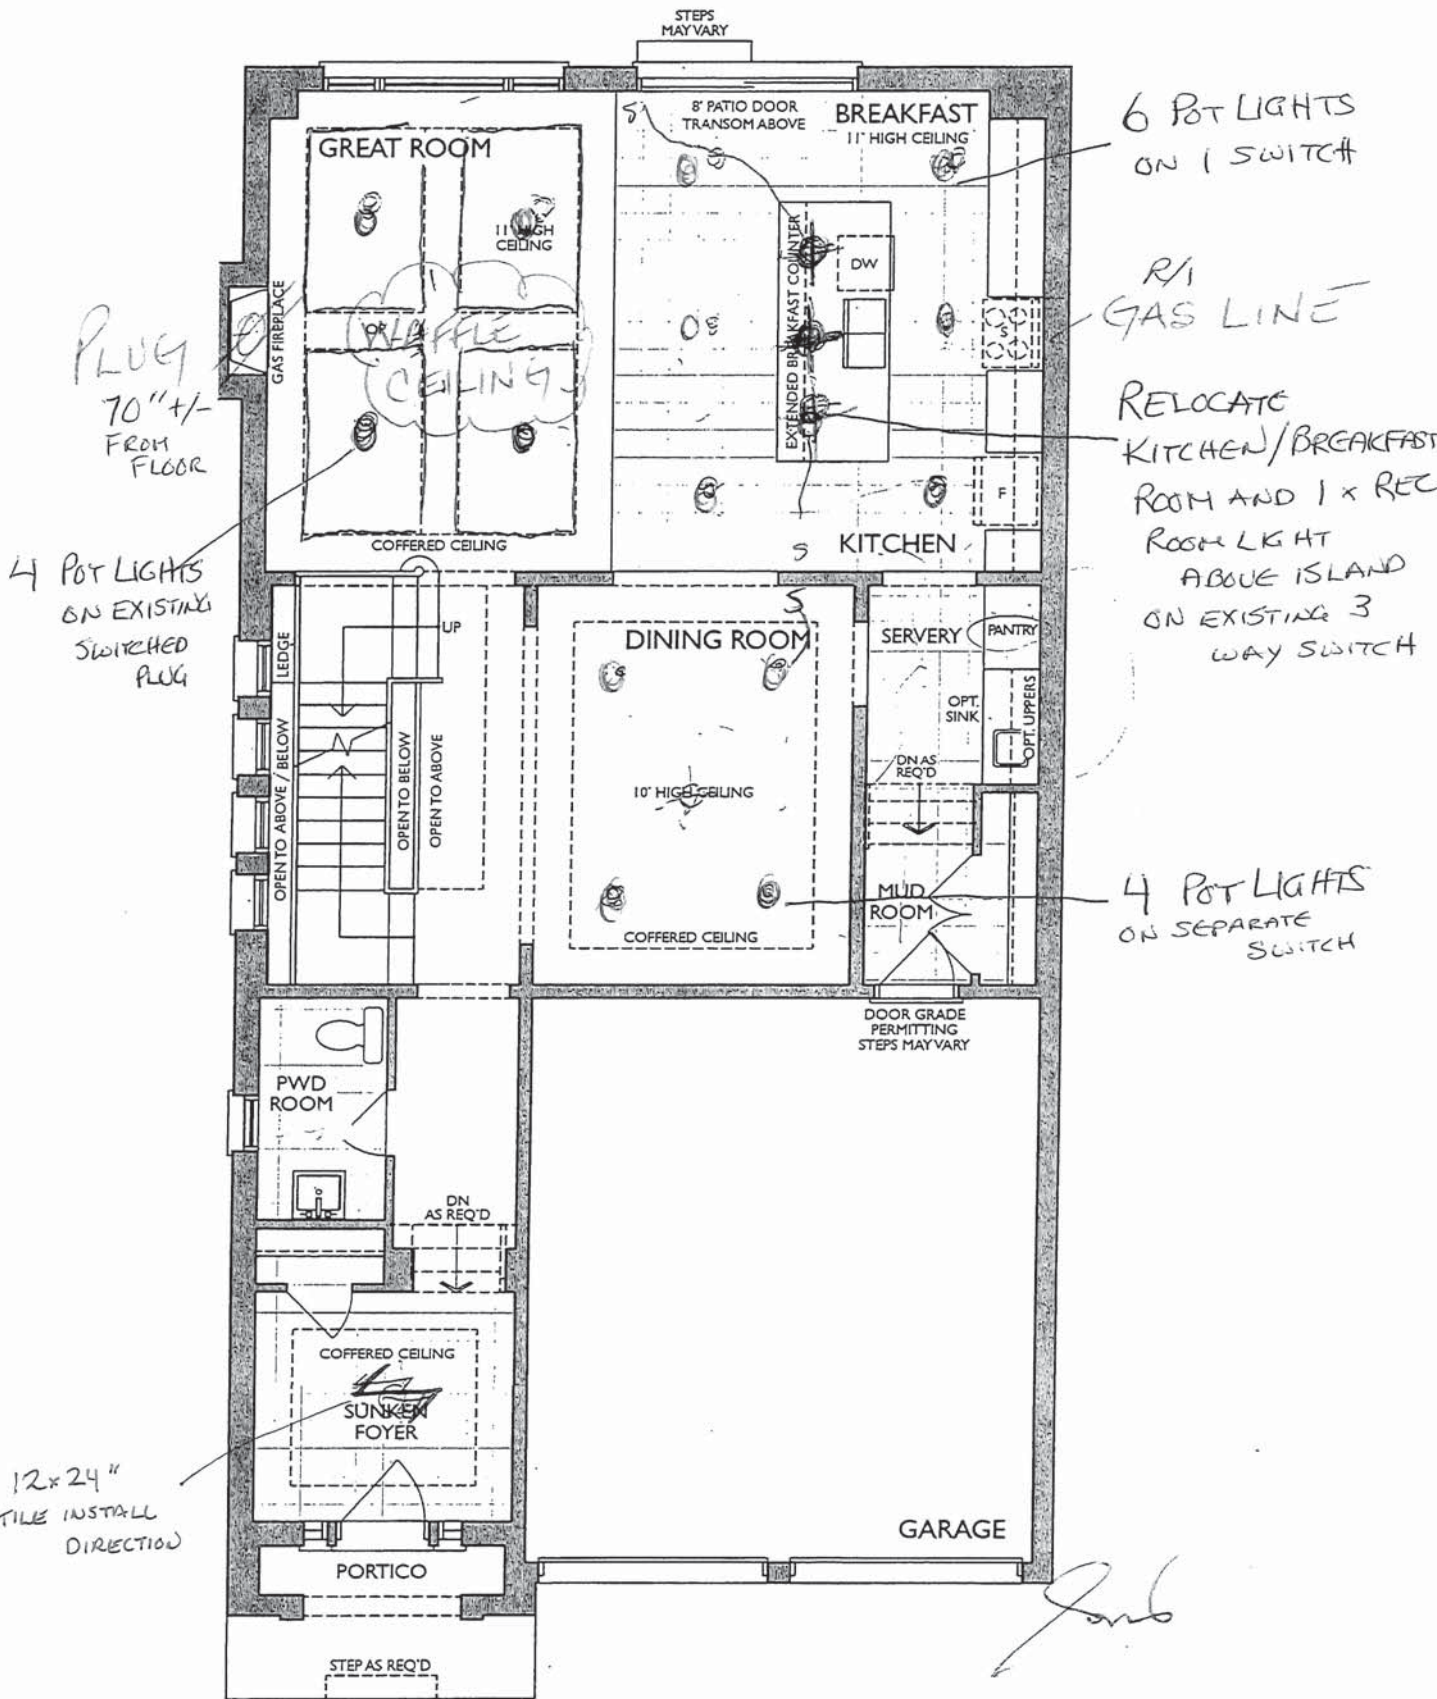 STEPS
MAY VARY
8' PATIO DOOR
TRANSOM ABOVE
BREAKFAST
11' HIGH CEILING
6 POT LIGHTS
ON 1 SWITCH
GREAT ROOM
11' HIGH
CEILING
WAFFLE
CEILING
GAS FIREPLACE
PLUG
70" +/-
FROM
FLOOR
EXTENDED BREAKFAST COUNTER
DW
S
R/I
GAS LINE
RELOCATE
KITCHEN/BREAKFAST
ROOM AND 1 x REC
ROOM LIGHT
ABOVE ISLAND
ON EXISTING 3
WAY SWITCH
F
S
KITCHEN
COFFERED CEILING
4 POT LIGHTS
ON EXISTING
SWITCHED
PLUG
UP
LEDGE
OPEN TO ABOVE / BELOW
OPEN TO BELOW
OPEN TO ABOVE
DINING ROOM
10' HIGH CEILING
COFFERED CEILING
SERVERY
PANTRY
OPT.
SINK
OPT. UPPERS
DN AS
REQ'D
MUD
ROOM
4 POT LIGHTS
ON SEPARATE
SWITCH
DOOR GRADE
PERMITTING
STEPS MAY VARY
PWD
ROOM
DN
AS REQ'D
COFFERED CEILING
SUNKEN
FOYER
12x24"
TILE INSTALL
DIRECTION
GARAGE
PORTICO
STEP AS REQ'D